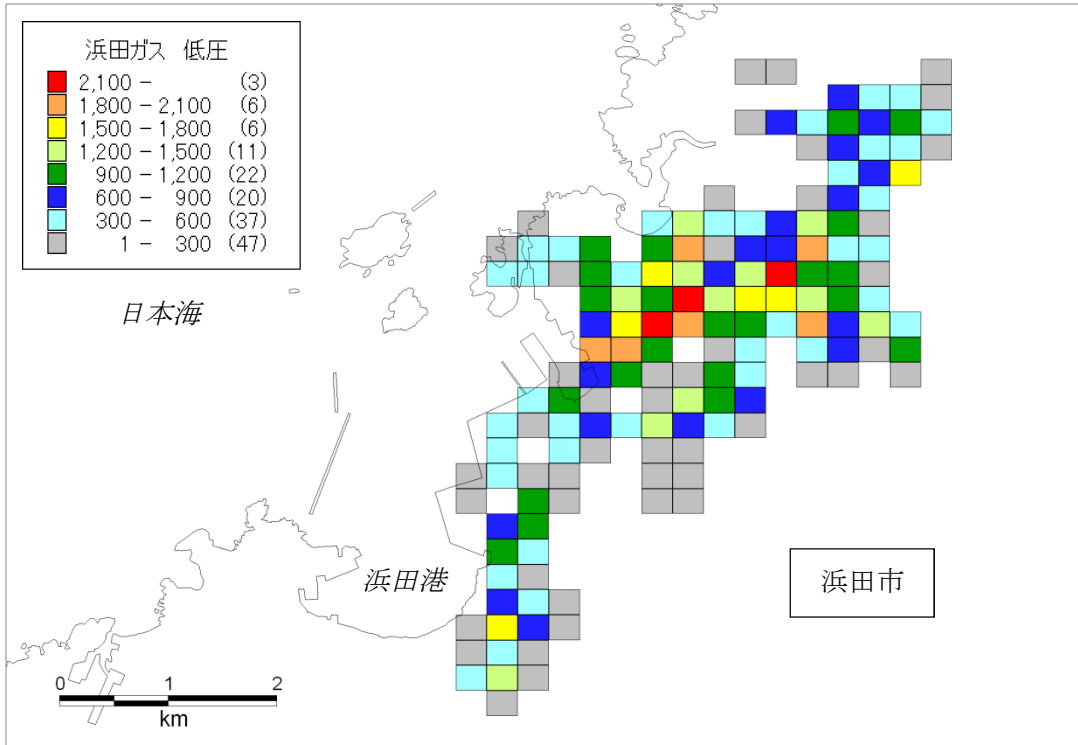 浜田ガス 低圧
2,100 - (3)
1,800 - 2,100 (6)
1,500 - 1,800 (6)
1,200 - 1,500 (11)
900 - 1,200 (22)
600 - 900 (20)
300 - 600 (37)
1 - 300 (47)
日本海
浜田港
浜田市
0 1 2
km